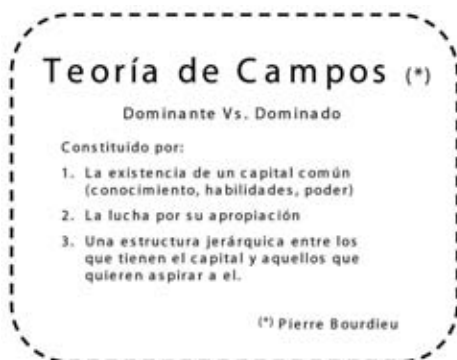 Teoría de Campos (*)
Dominante Vs. Dominado
Constituido por:
1. La existencia de un capital común
(conocimiento, habilidades, poder)
2. La lucha por su apropiación
3. Una estructura jerárquica entre los
que tienen el capital y aquellos que
quieren aspirar a el.
(*) Pierre Bourdieu